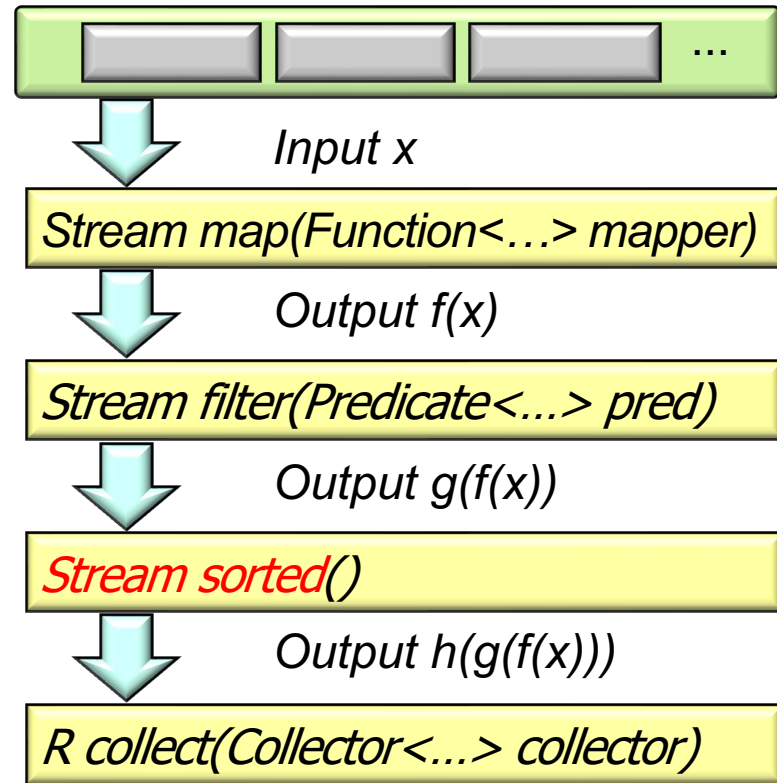 ...
Input x
Stream map(Function<…> mapper)
Output f(x)
Stream filter(Predicate<...> pred)
Output g(f(x))
Stream sorted()
Output h(g(f(x)))
R collect(Collector<...> collector)